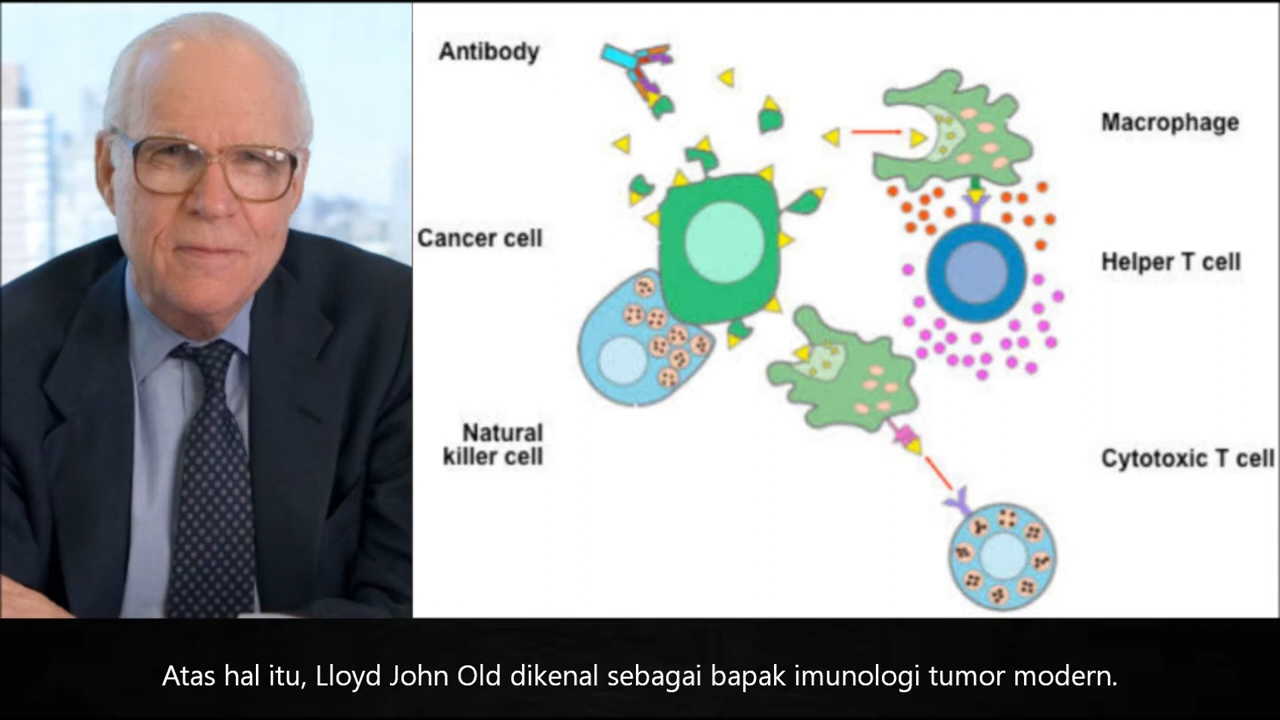 Antibody
Macrophage
Cancer cell
Helper T cell
Natural
killer cell
Cytotoxic T cell
Atas hal itu, Lloyd John Old dikenal sebagai bapak imunologi tumor modern.